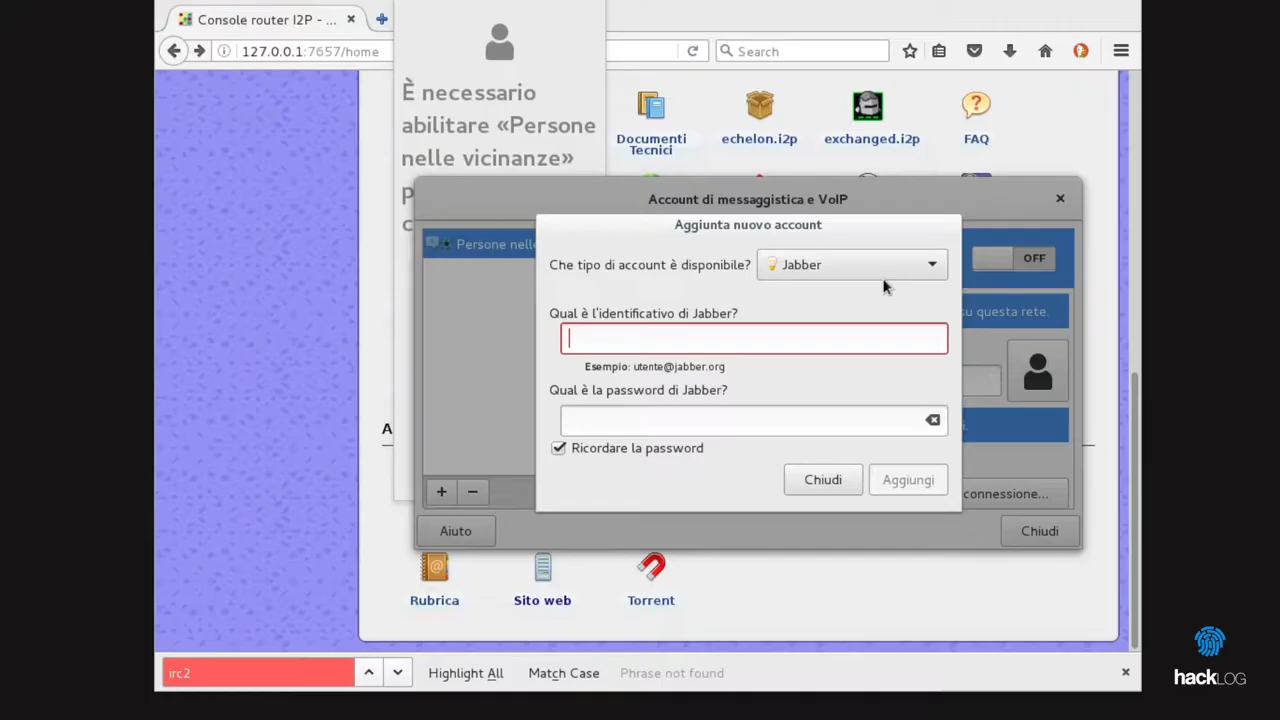 Console router I2P - ...
127.0.0.1:7657/home
Search
È necessario
abilitare «Persone
nelle vicinanze»
Documenti
Tecnici
echelon.i2p
exchanged.i2p
FAQ
Account di messaggistica e VoIP
Aggiunta nuovo account
Persone nelle
OFF
Che tipo di account è disponibile?
Jabber
su questa rete.
Qual è l'identificativo di Jabber?
Esempio: utente@jabber.org
Qual è la password di Jabber?
Ricordare la password
Chiudi
Aggiungi
connessione...
Aiuto
Chiudi
Rubrica
Sito web
Torrent
irc2
Highlight All
Match Case
Phrase not found
hackLOG